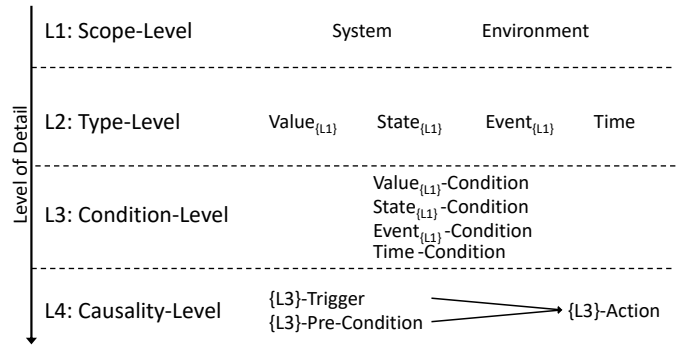 L1: Scope-Level System Environment
Level of Detail
L2: Type-Level Value{L1} State{L1} Event{L1} Time
L3: Condition-Level
Value{L1}-Condition
State{L1}-Condition
Event{L1}-Condition
Time-Condition
L4: Causality-Level
{L3}-Trigger
{L3}-Pre-Condition
{L3}-Action